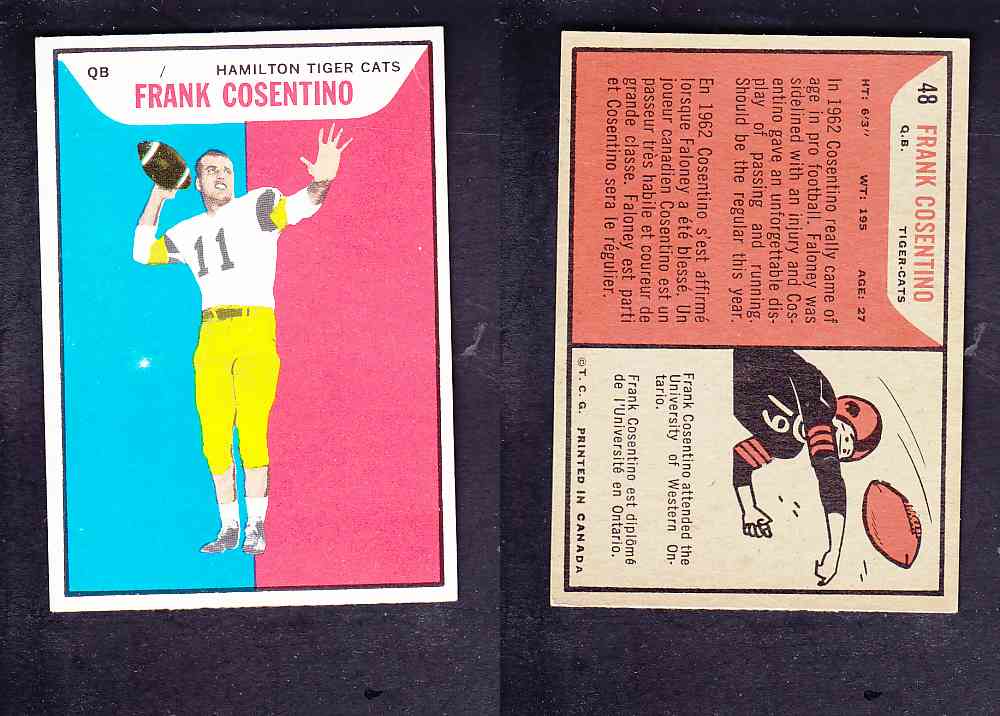 QB / HAMILTON TIGER CATS
FRANK COSENTINO
11
48 FRANK COSENTINO
Q.B. TIGER-CATS
HT: 6'3" WT: 195 AGE: 27
In 1962 Cosentino really came of
age in pro football. Faloney was
sidelined with an injury and Cos-
entino gave an unforgettable dis-
play of passing and running.
Should be the regular this year.
En 1962 Cosentino s'est affirmé
lorsque Faloney a été blessé. Un
joueur canadien Cosentino est un
passeur très habile et coureur de
grande classe. Faloney est parti
et Cosentino sera le régulier.
19
Frank Cosentino attended the
University of Western On-
tario.
Frank Cosentino est diplômé
de l'Université en Ontario.
© T. C. G. PRINTED IN CANADA